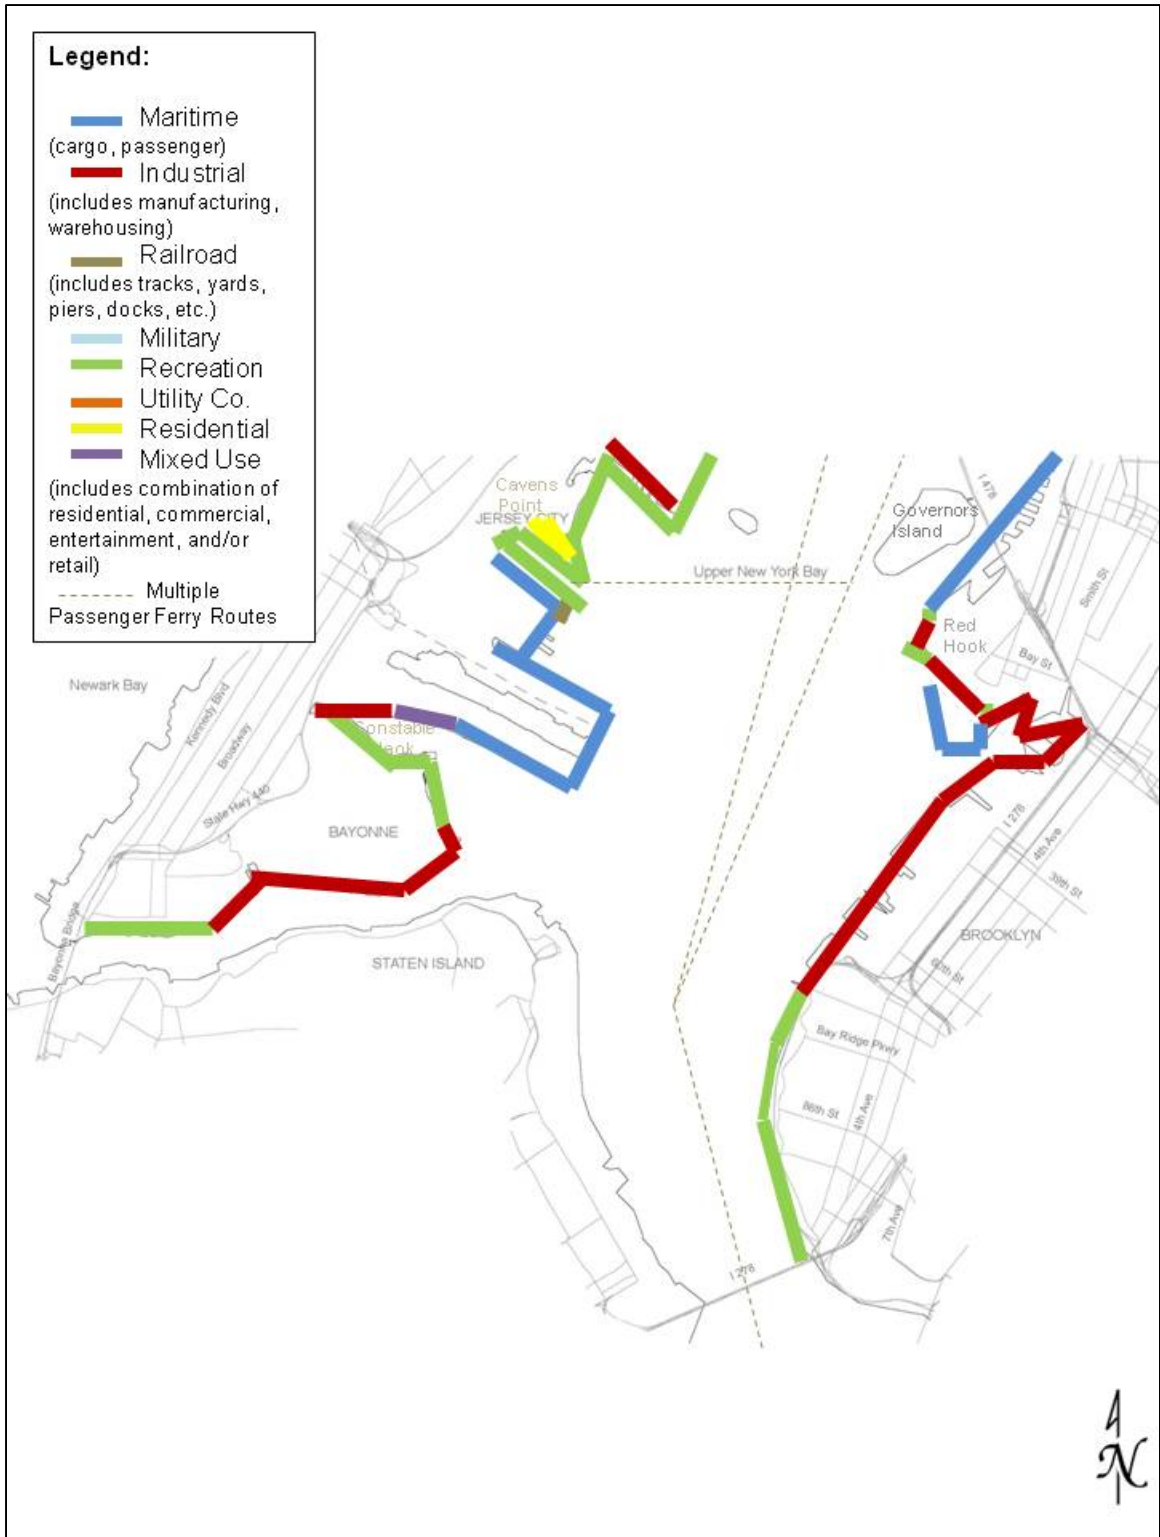 Legend:
Maritime
(cargo, passenger)
Industrial
(includes manufacturing,
warehousing)
Railroad
(includes tracks, yards,
piers, docks, etc.)
Military
Recreation
Utility Co.
Residential
Mixed Use
(includes combination of
residential, commercial,
entertainment, and/or
retail)
Multiple
Passenger Ferry Routes
Cavens
Point
JERSEY CITY
Governors
Island
I 478
Upper New York Bay
Smith St
Red
Hook
Bay St
Newark Bay
Kennedy Blvd
Broadway
State Hwy 440
Constable
Hook
BAYONNE
Bayonne Bridge
STATEN ISLAND
I 278
4th Ave
39th St
BROOKLYN
60th St
Bay Ridge Pkwy
86th St
4th Ave
7th Ave
I 278
N